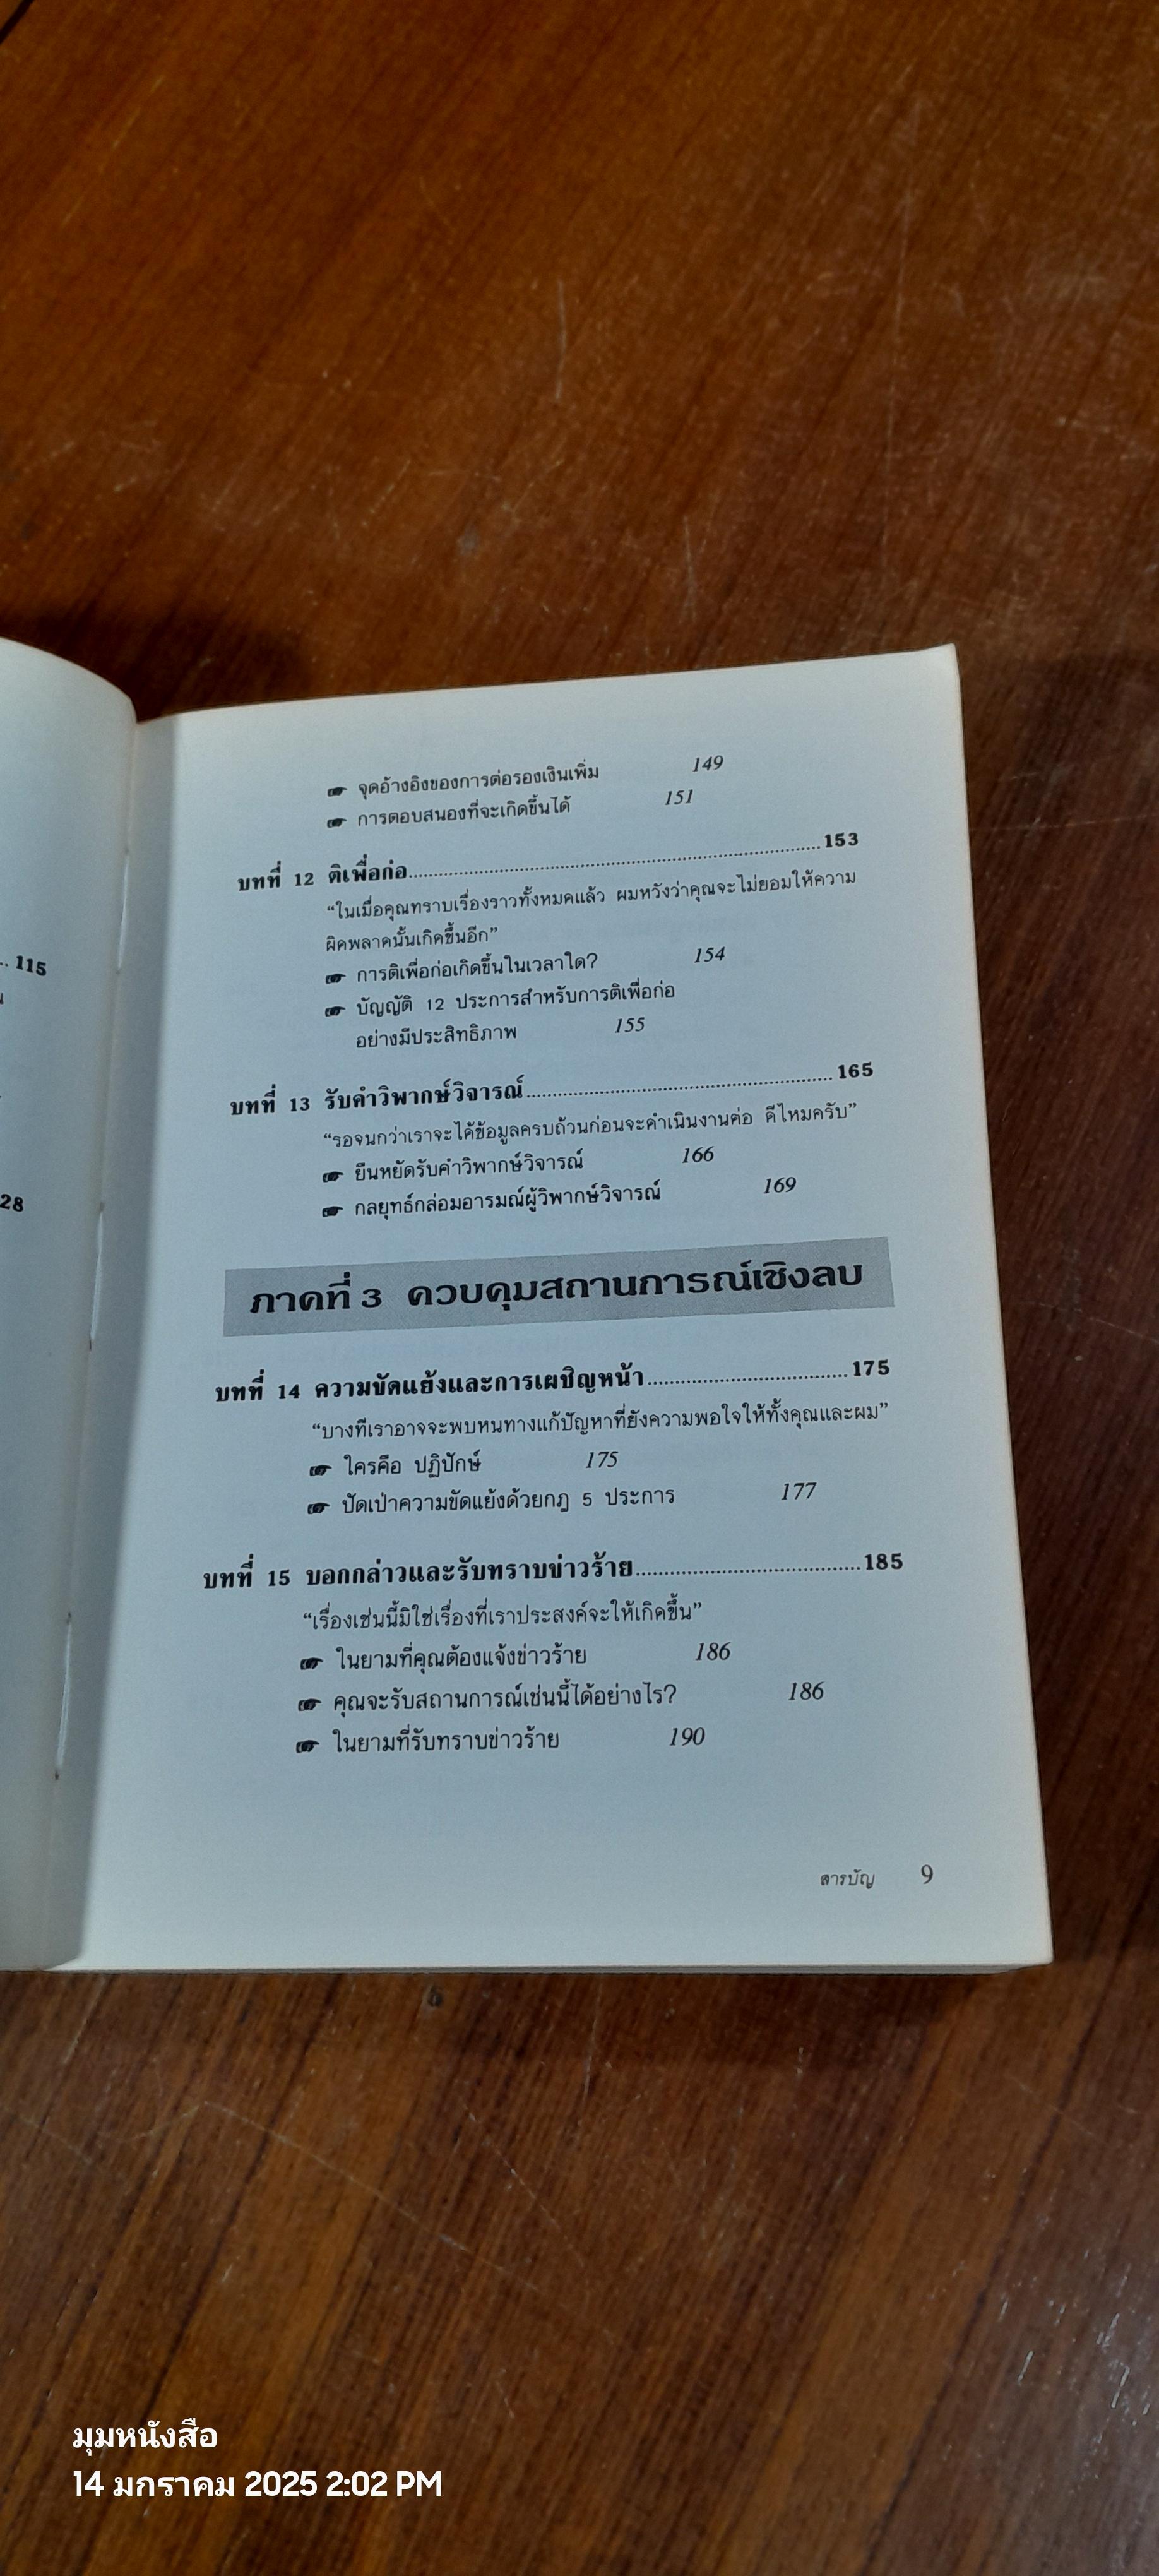 จุดอ้างอิงของการต่อรองเงินเพิ่ม 149
การตอบสนองที่จะเกิดขึ้นได้ 151
บทที่ 12 ติเพื่อก่อ 153
“ในเมื่อคุณทราบเรื่องราวทั้งหมดแล้ว ผมหวังว่าคุณจะไม่ยอมให้ความ
ผิดพลาดนั้นเกิดขึ้นอีก”
การติเพื่อก่อเกิดขึ้นในเวลาใด? 154
บัญญัติ 12 ประการสำหรับการติเพื่อก่อ
อย่างมีประสิทธิภาพ 155
บทที่ 13 รับคำวิพากษ์วิจารณ์ 165
“รอจนกว่าเราจะได้ข้อมูลครบถ้วนก่อนจะดำเนินงานต่อ ดีไหมครับ”
ยืนหยัดรับคำวิพากษ์วิจารณ์ 166
กลยุทธ์กล่อมอารมณ์ผู้วิพากษ์วิจารณ์ 169
ภาคที่ 3 ควบคุมสถานการณ์เชิงลบ
บทที่ 14 ความขัดแย้งและการเผชิญหน้า 175
“บางทีเราอาจจะพบหนทางแก้ปัญหาที่ยังความพอใจให้ทั้งคุณและผม”
ใครคือ ปฏิปักษ์ 175
ปัดเป่าความขัดแย้งด้วยกฎ 5 ประการ 177
บทที่ 15 บอกกล่าวและรับทราบข่าวร้าย 185
“เรื่องเช่นนี้มิใช่เรื่องที่เราประสงค์จะให้เกิดขึ้น”
ในยามที่คุณต้องแจ้งข่าวร้าย 186
คุณจะรับสถานการณ์เช่นนี้ได้อย่างไร? 186
ในยามที่รับทราบข่าวร้าย 190
สารบัญ 9
115
28
มุมหนังสือ
14 มกราคม 2025 2:02 PM